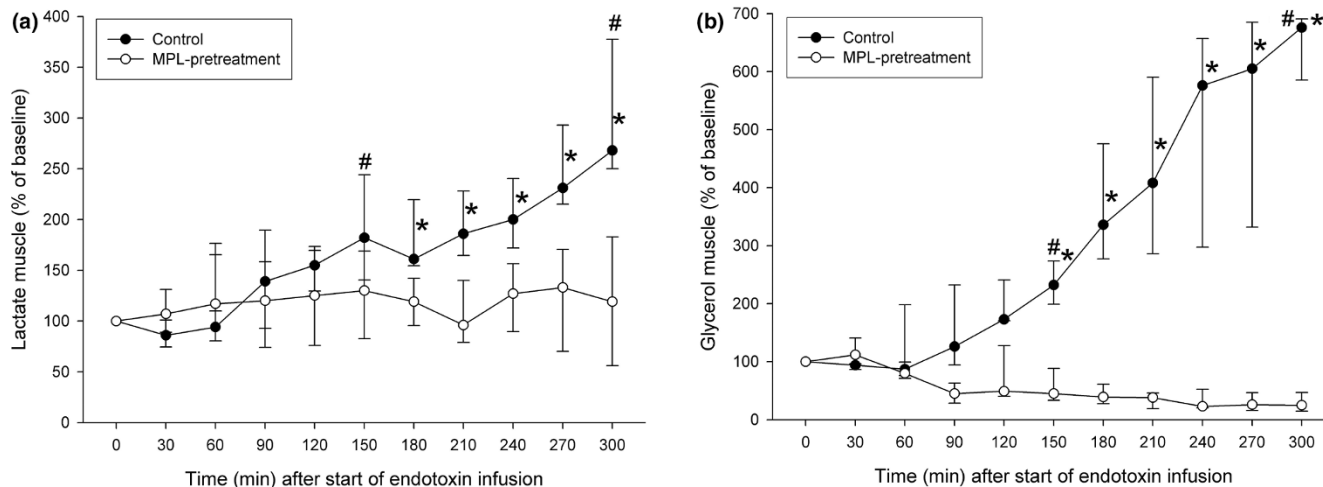 (a)
400
350
300
250
200
150
100
50
0
Lactate muscle (% of baseline)
Control
MPL-pretreatment
#
#
*
*
*
*
*
0 30 60 90 120 150 180 210 240 270 300
Time (min) after start of endotoxin infusion
(b)
700
600
500
400
300
200
100
0
Glycerol muscle (% of baseline)
Control
MPL-pretreatment
#*
*
*
*
*
#*
0 30 60 90 120 150 180 210 240 270 300
Time (min) after start of endotoxin infusion